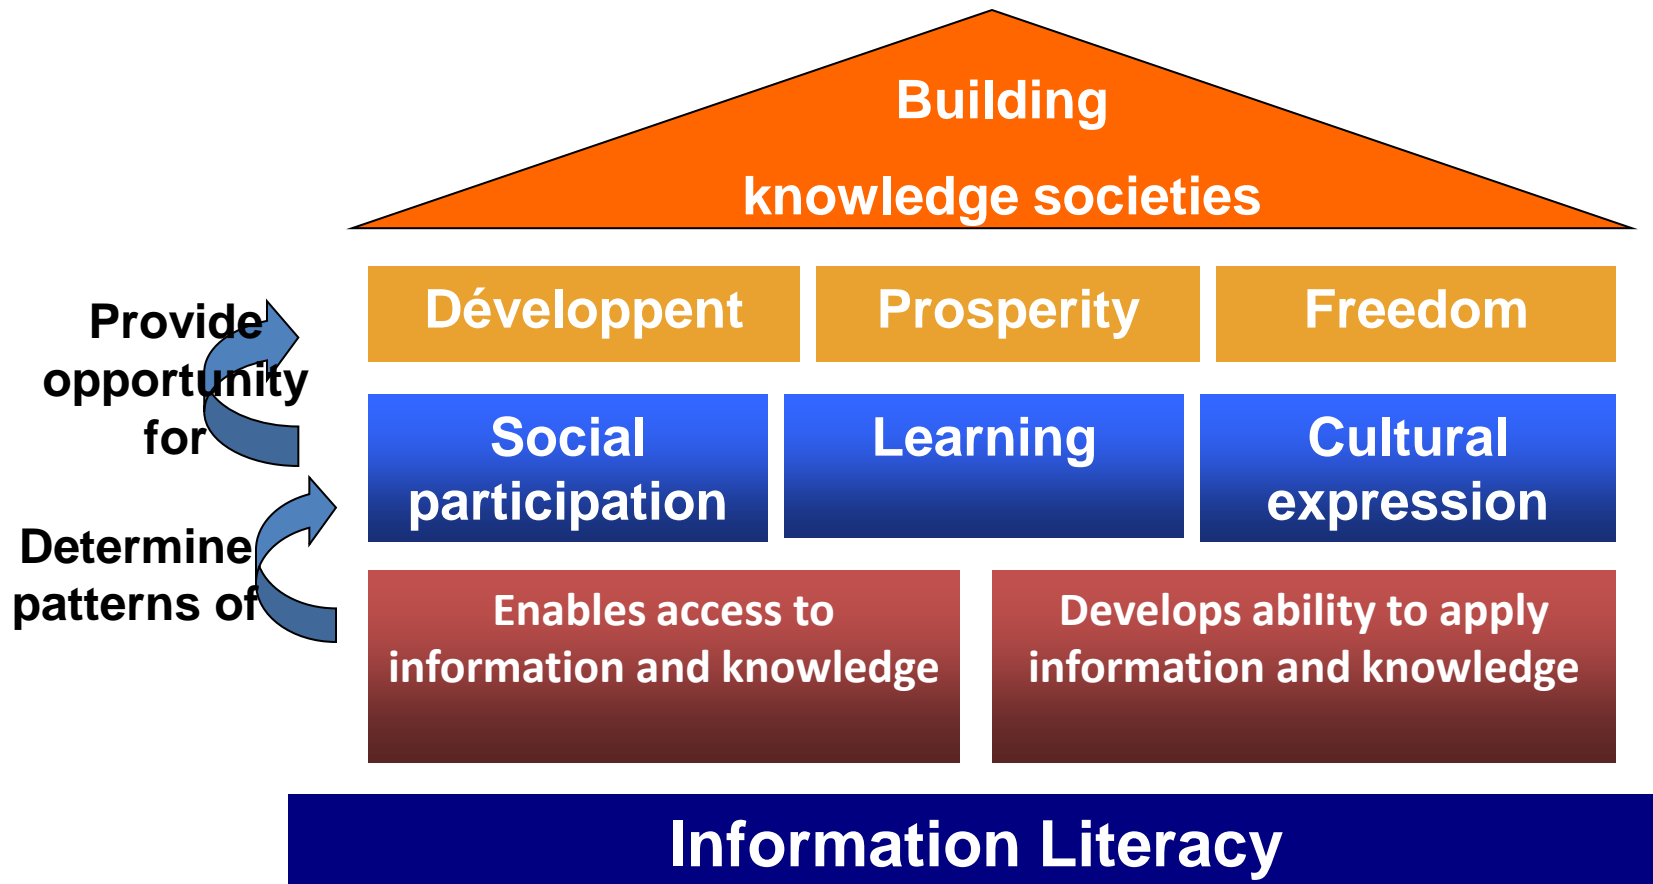 Building
knowledge societies
Développent
Prosperity
Freedom
Provide
opportunity
for
Social
participation
Learning
Cultural
expression
Determine
patterns of
Enables access to
information and knowledge
Develops ability to apply
information and knowledge
Information Literacy